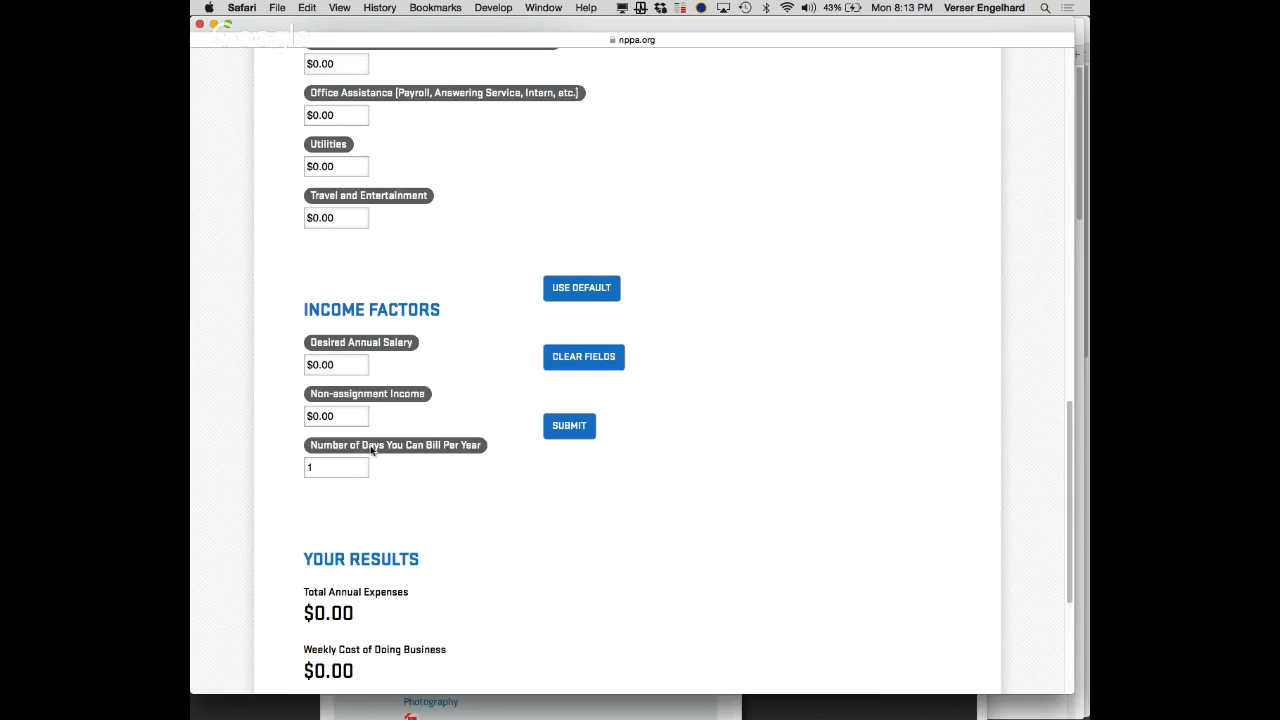 Safari File Edit View History Bookmarks Develop Window Help 43% Mon 8:13 PM Verser Engelhard
Google
nppa.org
$0.00
Office Assistance (Payroll, Answering Service, Intern, etc.)
$0.00
Utilities
$0.00
Travel and Entertainment
$0.00
USE DEFAULT
INCOME FACTORS
Desired Annual Salary
$0.00
CLEAR FIELDS
Non-assignment Income
$0.00
SUBMIT
Number of Days You Can Bill Per Year
1
YOUR RESULTS
Total Annual Expenses
$0.00
Weekly Cost of Doing Business
$0.00
Photography